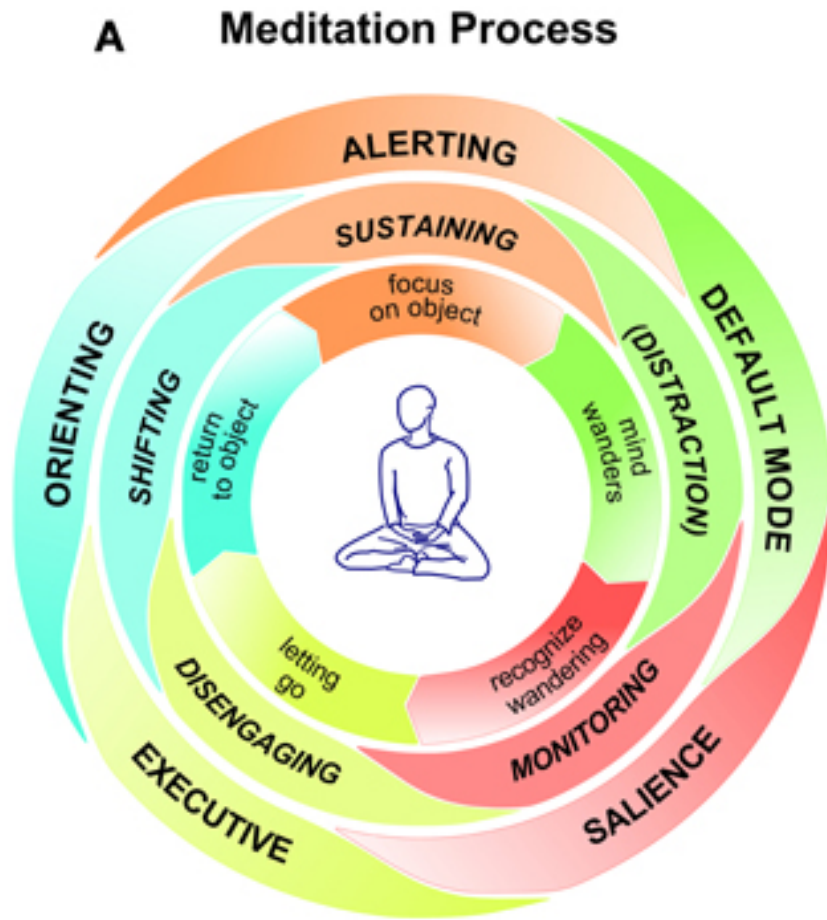 A Meditation Process
ALERTING
DEFAULT MODE
SALIENCE
EXECUTIVE
ORIENTING
SUSTAINING
(DISTRACTION)
MONITORING
DISENGAGING
SHIFTING
focus
on object
mind
wanders
recognize
wandering
letting
go
return
to object